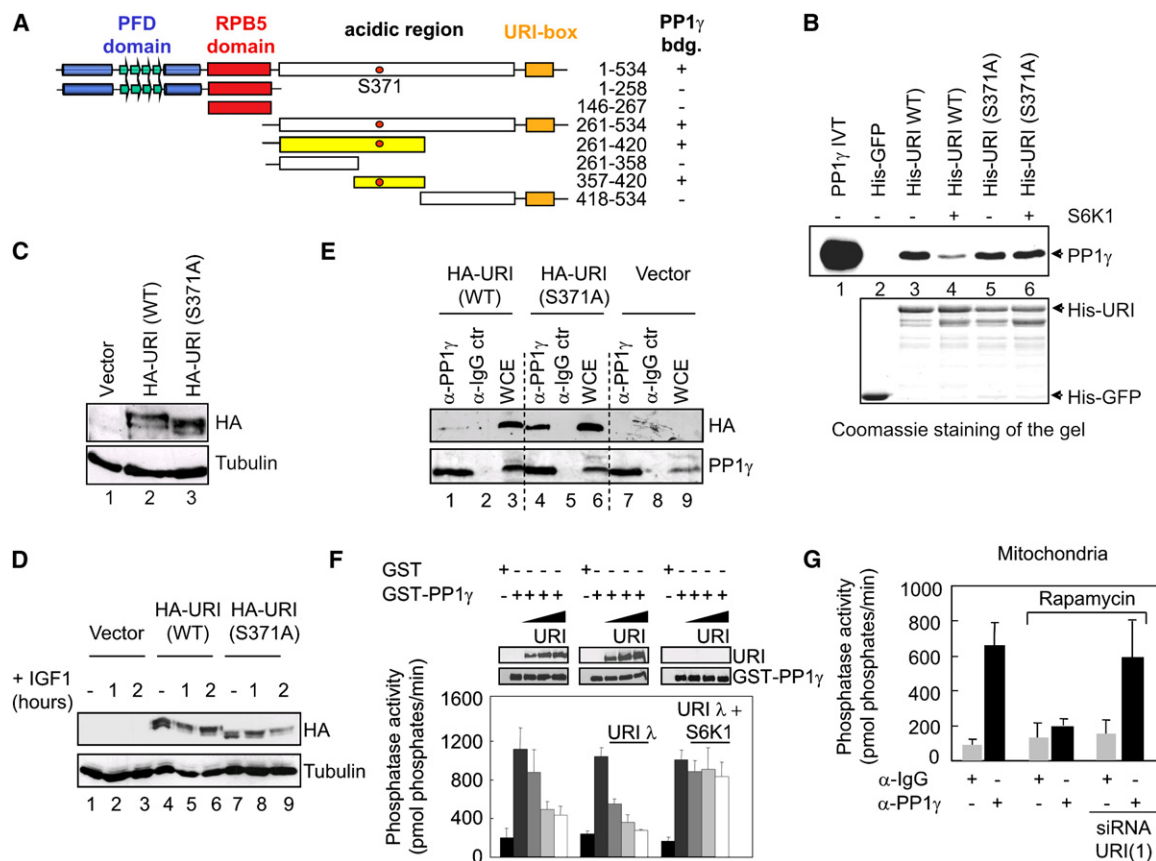 A
PFD domain
RPB5 domain
acidic region
URI-box
PP1γ bdg.
S371
1-534 +
1-258 -
146-267 -
261-534 +
261-420 +
261-358 -
357-420 +
418-534 -
B
PP1γ IVT
His-GFP
His-URI WT)
His-URI WT)
His-URI (S371A)
His-URI (S371A)
- - - + - + S6K1
PP1γ
1 2 3 4 5 6
His-URI
His-GFP
Coomassie staining of the gel
C
Vector
HA-URI (WT)
HA-URI (S371A)
HA
Tubulin
1 2 3
E
HA-URI (WT)
HA-URI (S371A)
Vector
α-PP1γ
α-IgG ctr
WCE
α-PP1γ
α-IgG ctr
WCE
α-PP1γ
α-IgG ctr
WCE
HA
PP1γ
1 2 3 4 5 6 7 8 9
D
Vector
HA-URI (WT)
HA-URI (S371A)
+ IGF1 (hours)
- 1 2 - 1 2 - 1 2
HA
Tubulin
1 2 3 4 5 6 7 8 9
F
GST + - - - - + - - - - + - - - -
GST-PP1γ - + + + + - + + + + - + + + +
URI URI URI
URI
GST-PP1γ
Phosphatase activity (pmol phosphates/min)
1600
1200
800
400
0
URI λ
URI λ + S6K1
G
Mitochondria
Rapamycin
Phosphatase activity (pmol phosphates/min)
1000
800
600
400
200
0
α-IgG + - + - + -
α-PP1γ - + - + - +
siRNA URI(1)